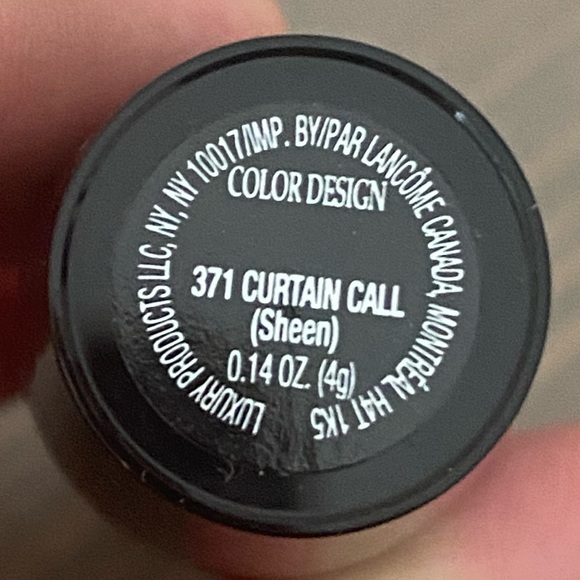 LUXURY PRODUCTS LLC, NY, NY 10017/IMP. BY/PAR LANCÔME CANADA, MONTRÉAL H4T 1K5
COLOR DESIGN
371 CURTAIN CALL
(Sheen)
0.14 OZ. (4g)